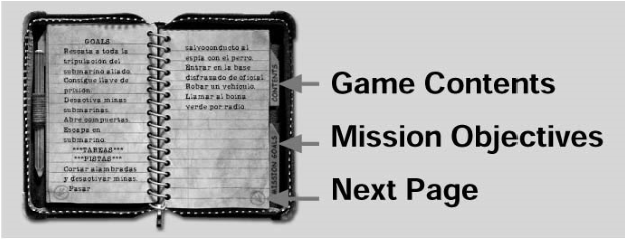 GOALS
Rescata a toda la
tripulación del
submarino aliado.
Consigue llave de
prisión.
Desactiva minas
submarinas.
Abre compuertas.
Escapa en
submarino.
***TAREAS***
***PISTAS***
Cortar alambradas
y desactivar minas.
Pasar
salvoconducto al
espía con el perro.
Entrar en la base
disfrazado de oficial.
Robar un vehículo.
Llamar al boina
verde por radio.
CONTENTS
MISSION GOALS
Game Contents
Mission Objectives
Next Page